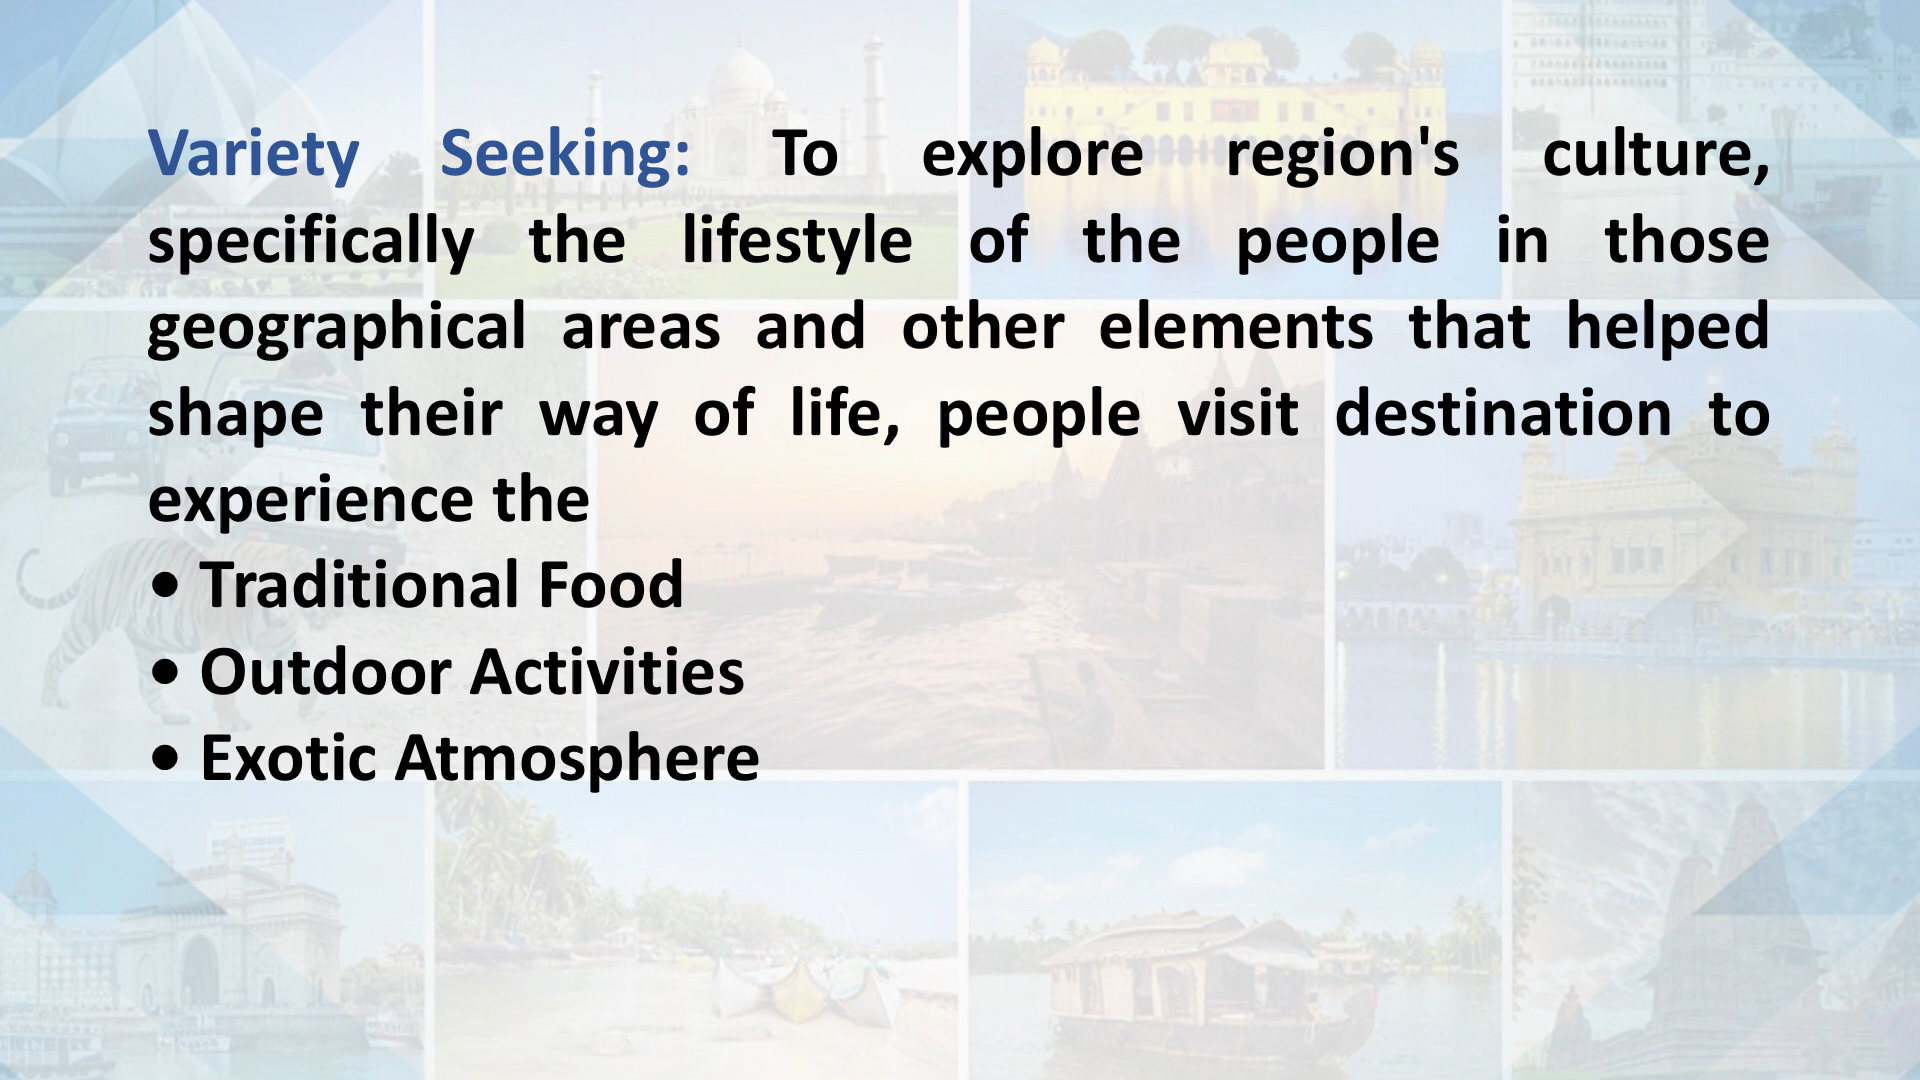 Variety Seeking: To explore region's culture,
specifically the lifestyle of the people in those
geographical areas and other elements that helped
shape their way of life, people visit destination to
experience the
• Traditional Food
• Outdoor Activities
• Exotic Atmosphere